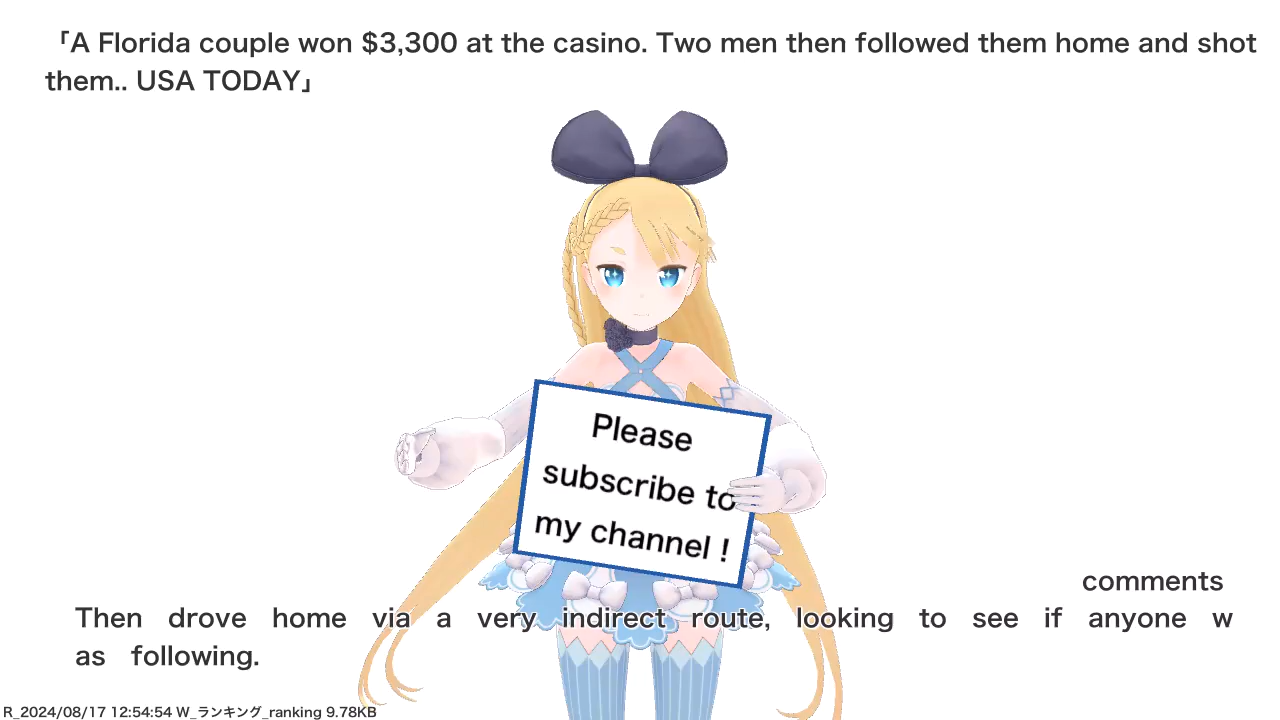 「A Florida couple won $3,300 at the casino. Two men then followed them home and shot
them.. USA TODAY」
Please
subscribe to
my channel !
comments
Then drove home via a very indirect route, looking to see if anyone w
as following.
R_2024/08/17 12:54:54 W_ランキング_ranking 9.78KB